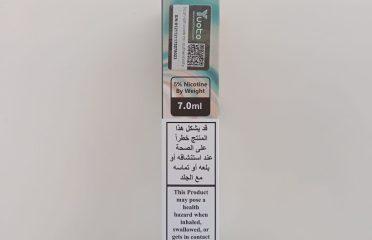 Yuoto
5% Nicotine
By Weight
7.0ml
قد يشكل هذا
المنتج خطراً
على الصحة
عند استنشاقه أو
بلعه أو تماسه
مع الجلد
This Product
may pose a
health
hazard when
inhaled,
swallowed, or
gets in contact